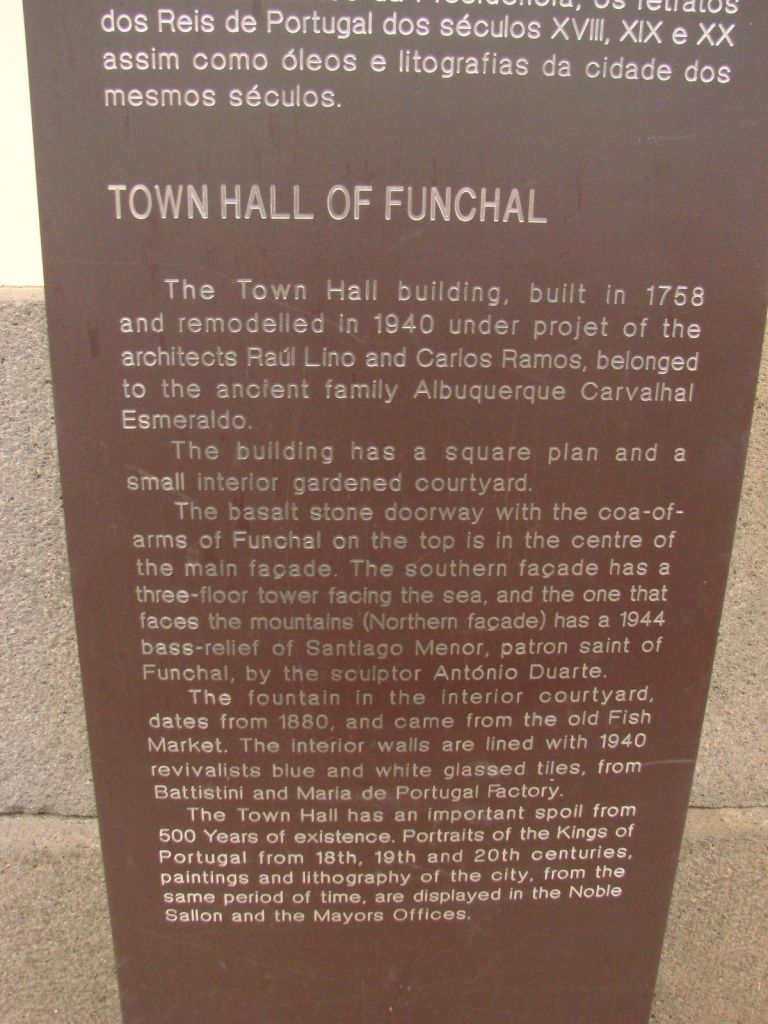 da Presidência, os retratos
dos Reis de Portugal dos séculos XVIII, XIX e XX
assim como óleos e litografias da cidade dos
mesmos séculos.
TOWN HALL OF FUNCHAL
The Town Hall building, built in 1758
and remodelled in 1940 under projet of the
architects Raúl Lino and Carlos Ramos, belonged
to the ancient family Albuquerque Carvalhal
Esmeraldo.
The building has a square plan and a
small interior gardened courtyard.
The basalt stone doorway with the coa-of-
arms of Funchal on the top is in the centre of
the main façade. The southern façade has a
three-floor tower facing the sea, and the one that
faces the mountains (Northern façade) has a 1944
bass-relief of Santiago Menor, patron saint of
Funchal, by the sculptor António Duarte.
The fountain in the interior courtyard,
dates from 1880, and came from the old Fish
Market. The interior walls are lined with 1940
revivalists blue and white glassed tiles, from
Battistini and Maria de Portugal Factory.
The Town Hall has an important spoil from
500 Years of existence. Portraits of the Kings of
Portugal from 18th, 19th and 20th centuries,
paintings and lithography of the city, from the
same period of time, are displayed in the Noble
Sallon and the Mayors Offices.